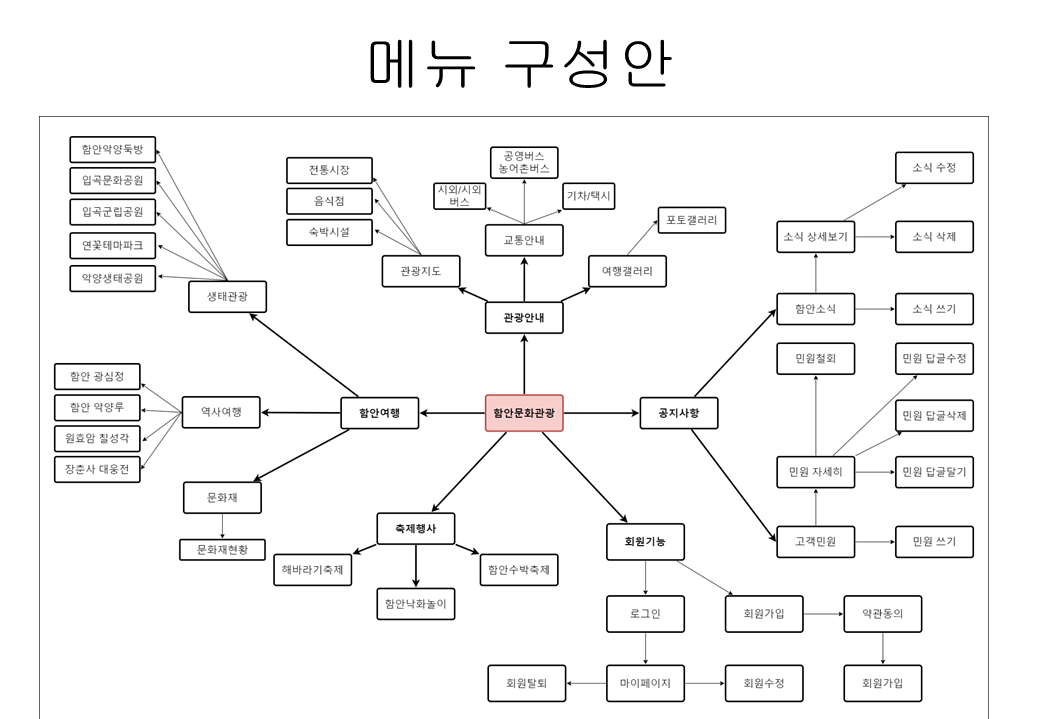 메뉴 구성안
함안악양둑방
입곡문화공원
입곡군립공원
연꽃테마파크
악양생태공원
생태관광
전통시장
음식점
숙박시설
관광지도
공영버스
농어촌버스
시외/시외
버스
기차/택시
교통안내
포토갤러리
여행갤러리
관광안내
소식 수정
소식 상세보기
소식 삭제
함안소식
소식 쓰기
민원철회
민원 답글수정
민원 답글삭제
민원 자세히
민원 답글달기
고객민원
민원 쓰기
함안 광심정
함안 악양루
원효암 칠성각
장춘사 대웅전
역사여행
함안여행
함안문화관광
공지사항
문화재
문화재현황
축제행사
해바라기축제
함안낙화놀이
함안수박축제
회원기능
로그인
회원가입
약관동의
회원탈퇴
마이페이지
회원수정
회원가입